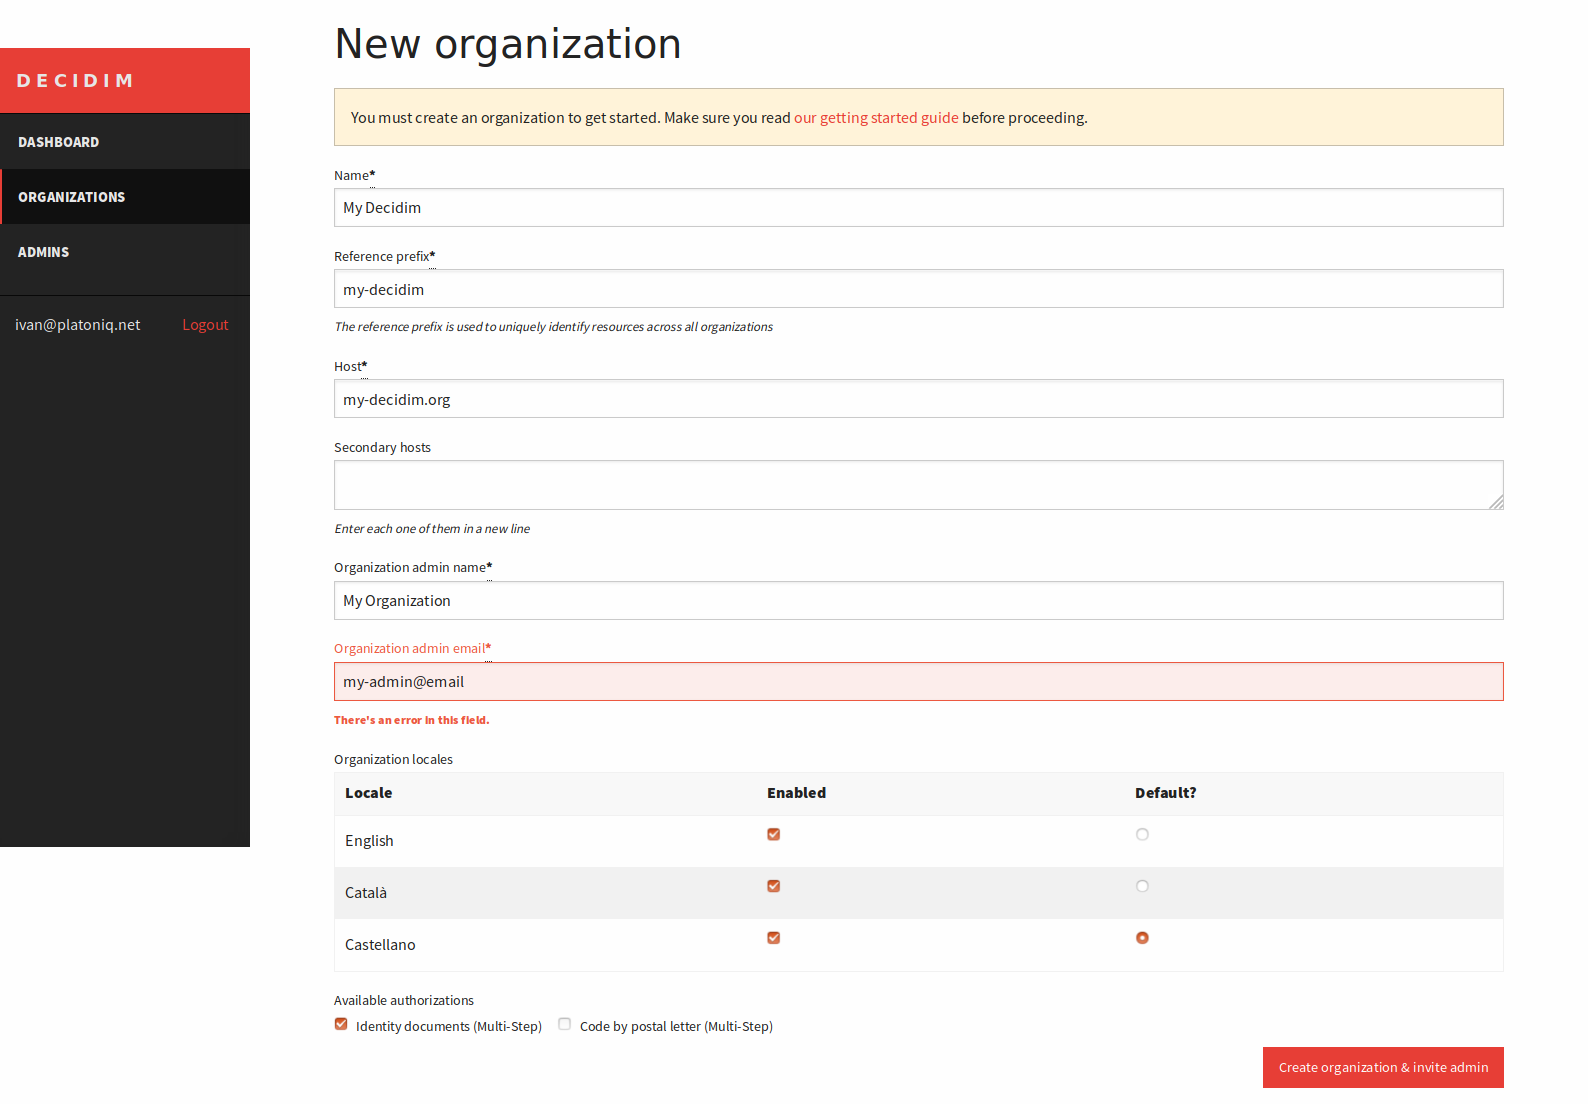 DECIDIM
DASHBOARD
ORGANIZATIONS
ADMINS
ivan@platoniq.net Logout
New organization
You must create an organization to get started. Make sure you read our getting started guide before proceeding.
Name*
My Decidim
Reference prefix*
my-decidim
The reference prefix is used to uniquely identify resources across all organizations
Host*
my-decidim.org
Secondary hosts
Enter each one of them in a new line
Organization admin name*
My Organization
Organization admin email*
my-admin@email
There's an error in this field.
Organization locales
Locale Enabled Default?
English
Català
Castellano
Available authorizations
Identity documents (Multi-Step) Code by postal letter (Multi-Step)
Create organization & invite admin